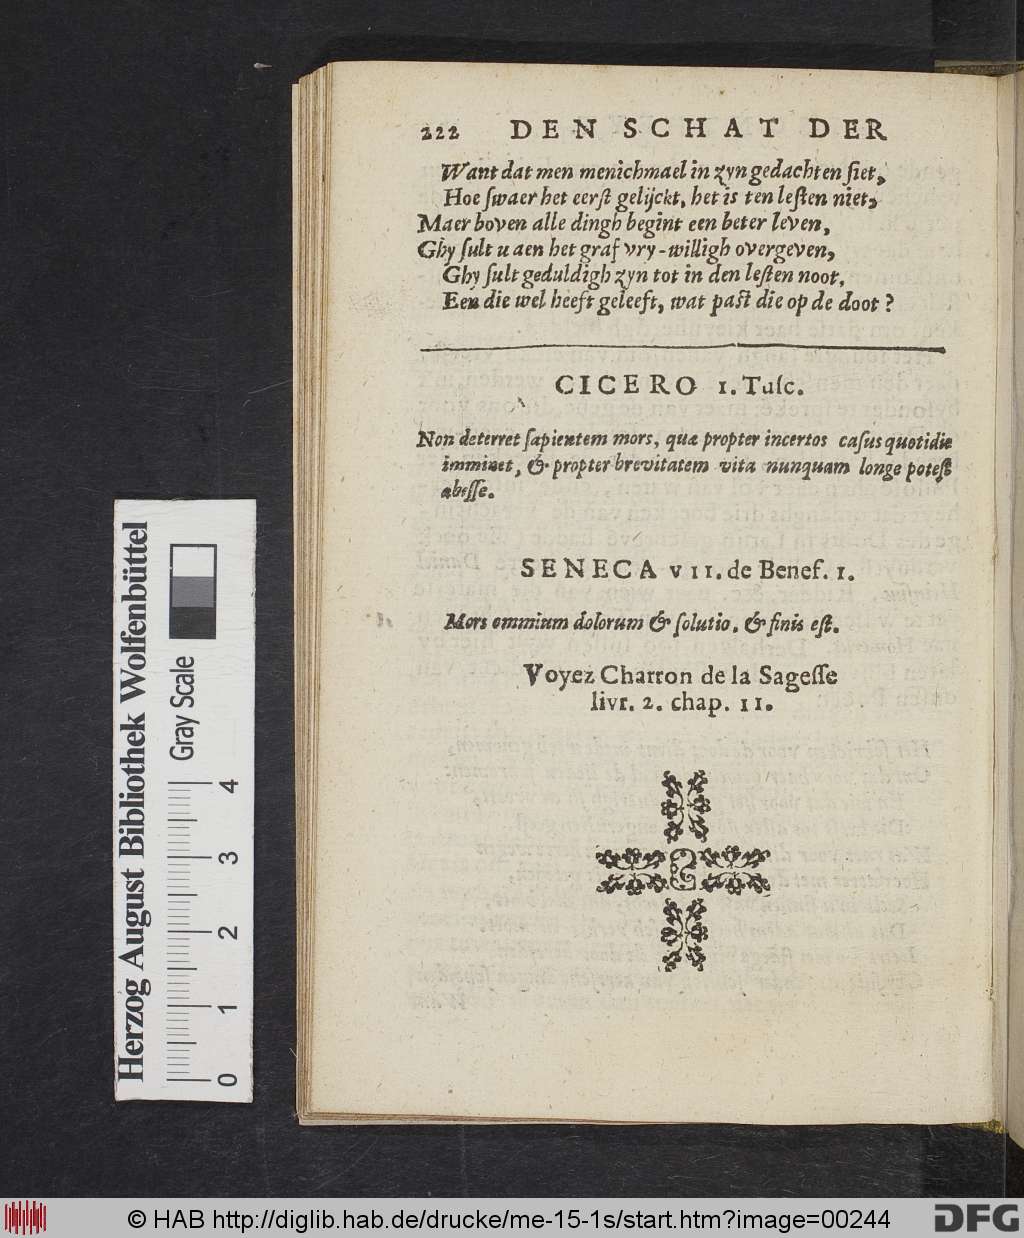 222 DEN SCHAT DER
Want dat men menichmael in zyn gedachten ſiet,
Hoe ſwaer het eerſt gelijckt, het is ten leſten niet,
Maer boven alle dingh begint een beter leven,
Ghy ſult u aen het graf vry-willigh overgeven,
Ghy ſult geduldigh zyn tot in den leſten noot,
Een die wel heeft geleeft, wat paſt die op de doot?
CICERO 1. Tuſc.
Non deterret ſapientem mors, quæ propter incertos caſus quotidie
imminet, & propter brevitatem vitæ nunquam longe poteſt
abeſſe.
SENECA VII. de Benef. 1.
Mors omnium dolorum & ſolutio, & finis eſt.
Voyez Charron de la Sageſſe
livr. 2. chap. 11.
Herzog August Bibliothek Wolfenbüttel
Gray Scale
0 1 2 3 4
© HAB http://diglib.hab.de/drucke/me-15-1s/start.htm?image=00244
diglib
DFG